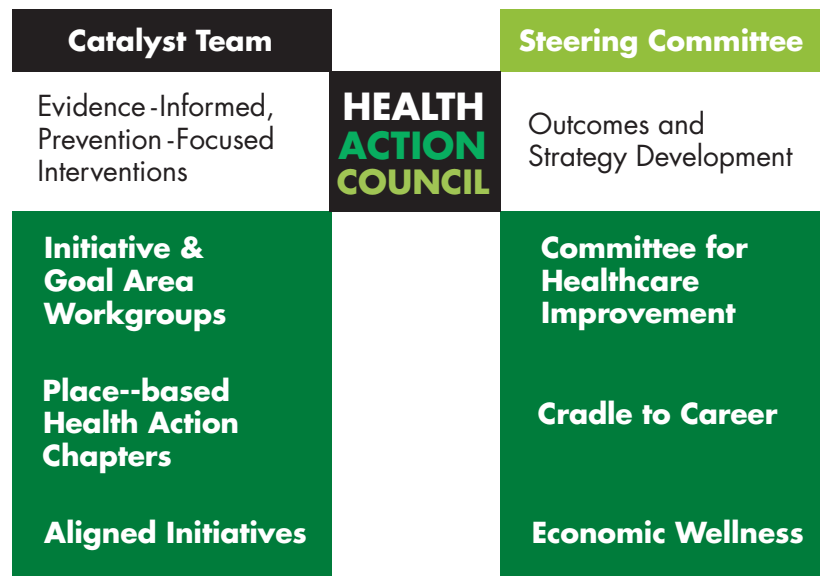 Catalyst Team
Evidence-Informed,
Prevention-Focused
Interventions
Initiative &
Goal Area
Workgroups
Place--based
Health Action
Chapters
Aligned Initiatives
HEALTH
ACTION
COUNCIL
Steering Committee
Outcomes and
Strategy Development
Committee for
Healthcare
Improvement
Cradle to Career
Economic Wellness